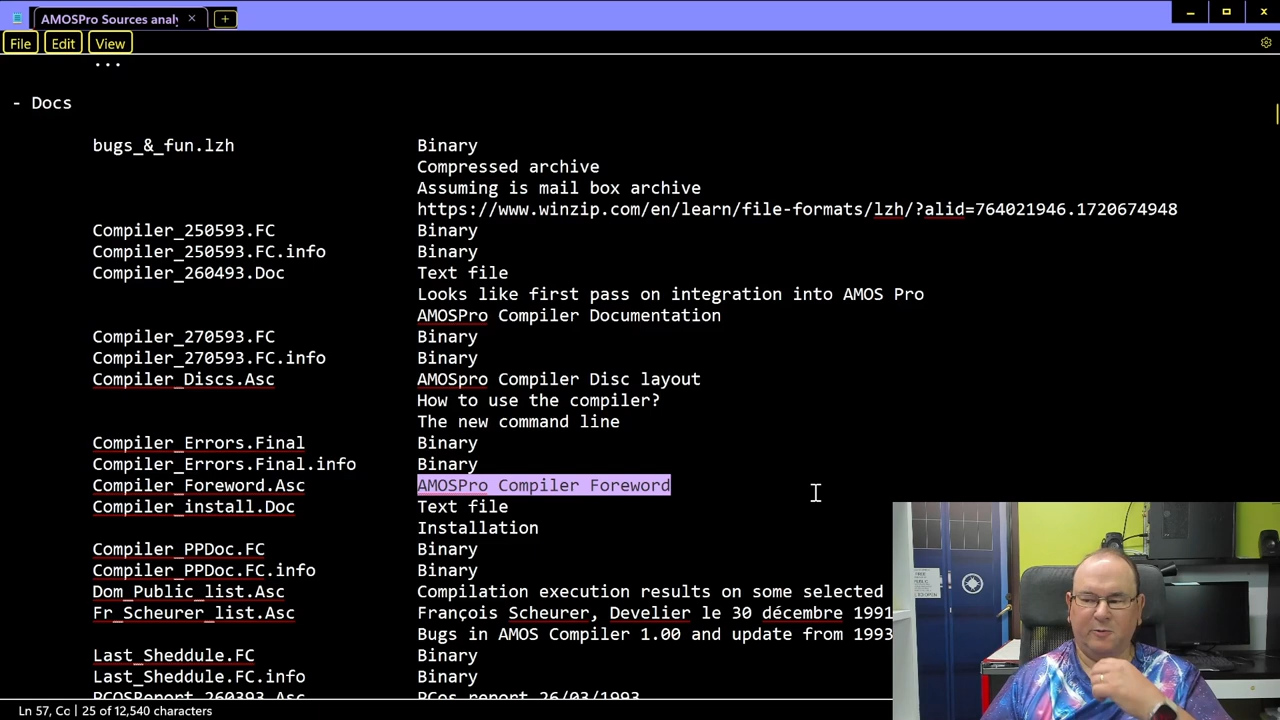 AMOSPro Sources analy
File Edit View
...
- Docs
bugs_&_fun.lzh Binary
Compressed archive
Assuming is mail box archive
https://www.winzip.com/en/learn/file-formats/lzh/?alid=764021946.1720674948
Compiler_250593.FC Binary
Compiler_250593.FC.info Binary
Compiler_260493.Doc Text file
Looks like first pass on integration into AMOS Pro
AMOSPro Compiler Documentation
Compiler_270593.FC Binary
Compiler_270593.FC.info Binary
Compiler_Discs.Asc AMOSpro Compiler Disc layout
How to use the compiler?
The new command line
Compiler_Errors.Final Binary
Compiler_Errors.Final.info Binary
Compiler_Foreword.Asc AMOSPro Compiler Foreword
Compiler_install.Doc Text file
Installation
Compiler_PPDoc.FC Binary
Compiler_PPDoc.FC.info Binary
Dom_Public_list.Asc Compilation execution results on some selected
Fr_Scheurer_list.Asc François Scheurer, Develier le 30 décembre 1991
Bugs in AMOS Compiler 1.00 and update from 1993
Last_Sheddule.FC Binary
Last_Sheddule.FC.info Binary
PCOSReport_260393.Asc PCos report 26/03/1993
Ln 57, Co 25 of 12,540 characters